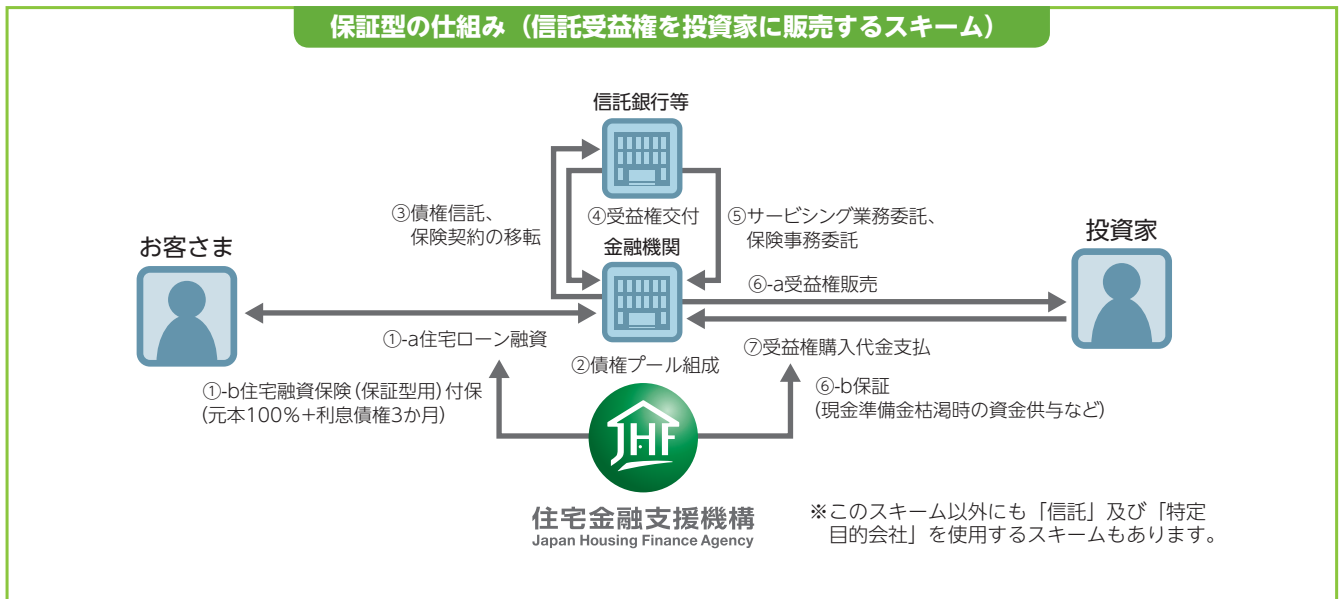 保証型の仕組み（信託受益権を投資家に販売するスキーム）
信託銀行等
③債権信託、
保険契約の移転
④受益権交付
⑤サービシング業務委託、
保険事務委託
お客さま
金融機関
投資家
⑥-a受益権販売
①-a住宅ローン融資
⑦受益権購入代金支払
②債権プール組成
①-b住宅融資保険（保証型用）付保
（元本100％＋利息債権3か月）
⑥-b保証
（現金準備金枯渇時の資金供与など）
JHF
住宅金融支援機構
Japan Housing Finance Agency
※このスキーム以外にも「信託」及び「特定
目的会社」を使用するスキームもあります。